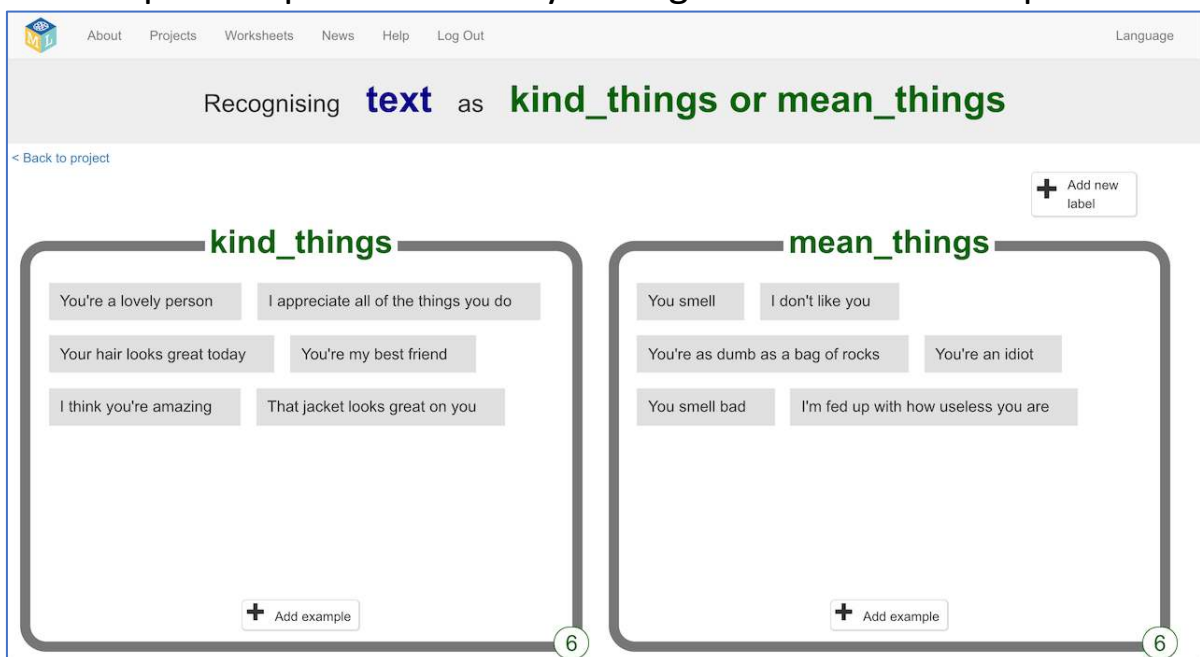 About Projects Worksheets News Help Log Out Language
Recognising text as kind_things or mean_things
< Back to project
Add new
label
kind_things
You're a lovely person I appreciate all of the things you do
Your hair looks great today You're my best friend
I think you're amazing That jacket looks great on you
Add example
6
mean_things
You smell I don't like you
You're as dumb as a bag of rocks You're an idiot
You smell bad I'm fed up with how useless you are
Add example
6